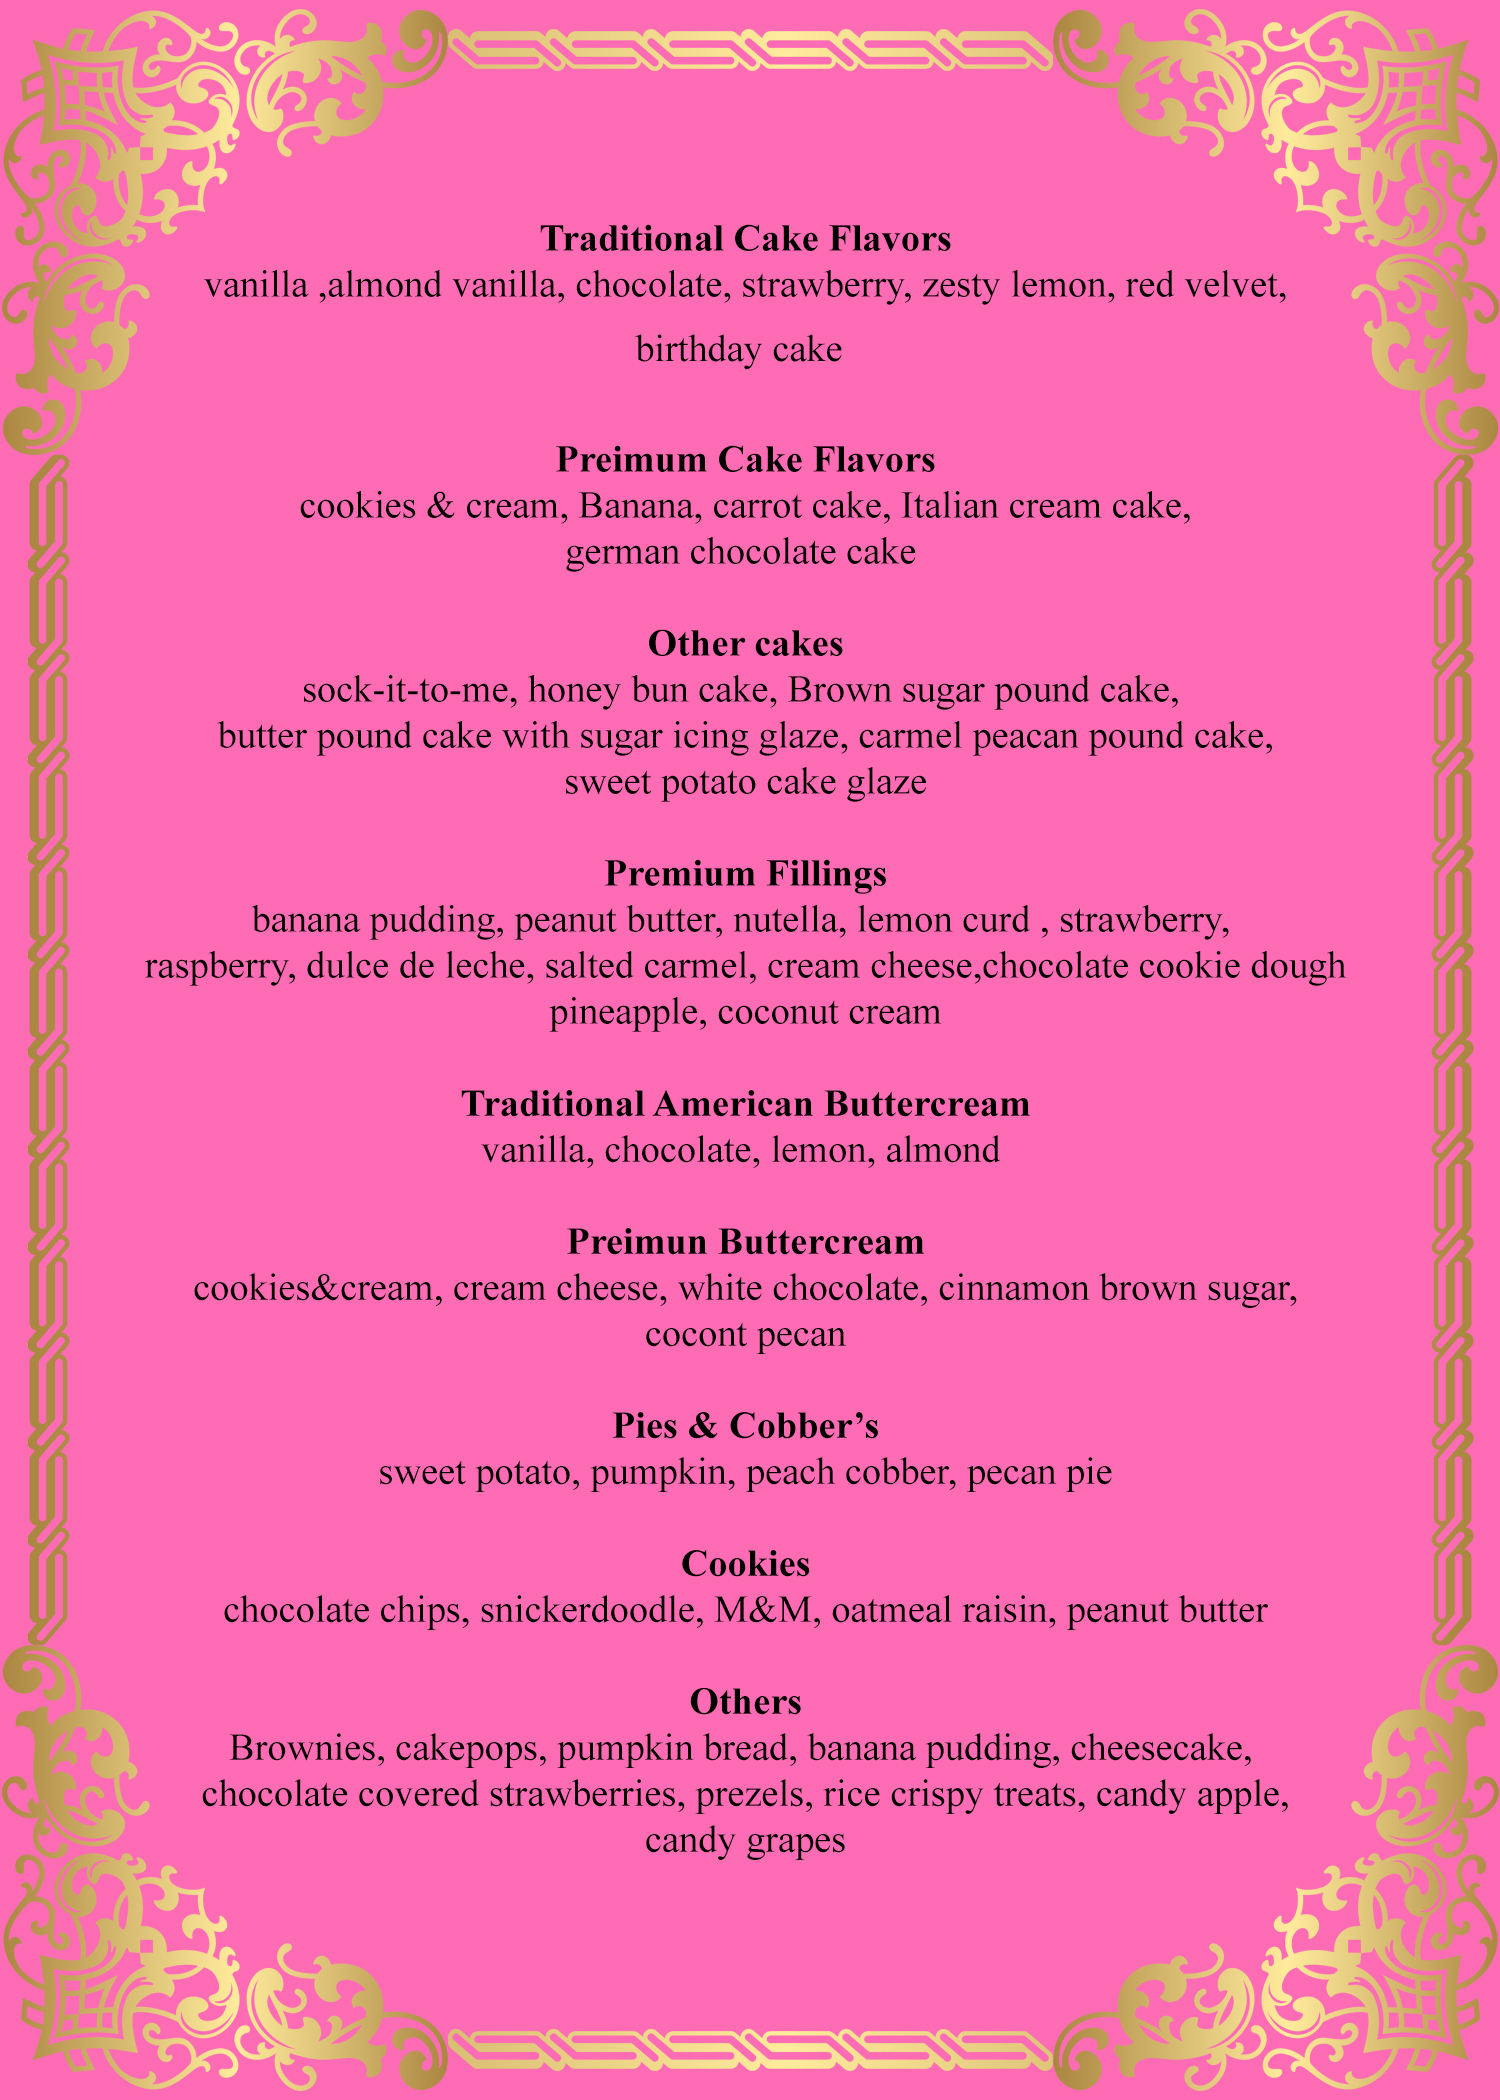 Traditional Cake Flavors
vanilla ,almond vanilla, chocolate, strawberry, zesty lemon, red velvet,
birthday cake
Preimum Cake Flavors
cookies & cream, Banana, carrot cake, Italian cream cake,
german chocolate cake
Other cakes
sock-it-to-me, honey bun cake, Brown sugar pound cake,
butter pound cake with sugar icing glaze, carmel peacan pound cake,
sweet potato cake glaze
Premium Fillings
banana pudding, peanut butter, nutella, lemon curd , strawberry,
raspberry, dulce de leche, salted carmel, cream cheese,chocolate cookie dough
pineapple, coconut cream
Traditional American Buttercream
vanilla, chocolate, lemon, almond
Preimun Buttercream
cookies&cream, cream cheese, white chocolate, cinnamon brown sugar,
cocont pecan
Pies & Cobber’s
sweet potato, pumpkin, peach cobber, pecan pie
Cookies
chocolate chips, snickerdoodle, M&M, oatmeal raisin, peanut butter
Others
Brownies, cakepops, pumpkin bread, banana pudding, cheesecake,
chocolate covered strawberries, prezels, rice crispy treats, candy apple,
candy grapes